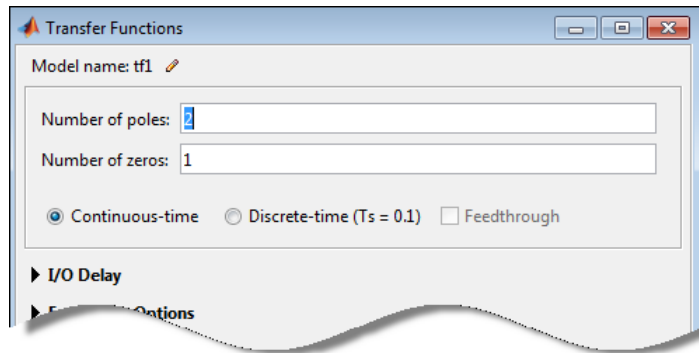 Transfer Functions
Model name: tf1
Number of poles: 2
Number of zeros: 1
Continuous-time Discrete-time (Ts = 0.1) Feedthrough
I/O Delay
Options